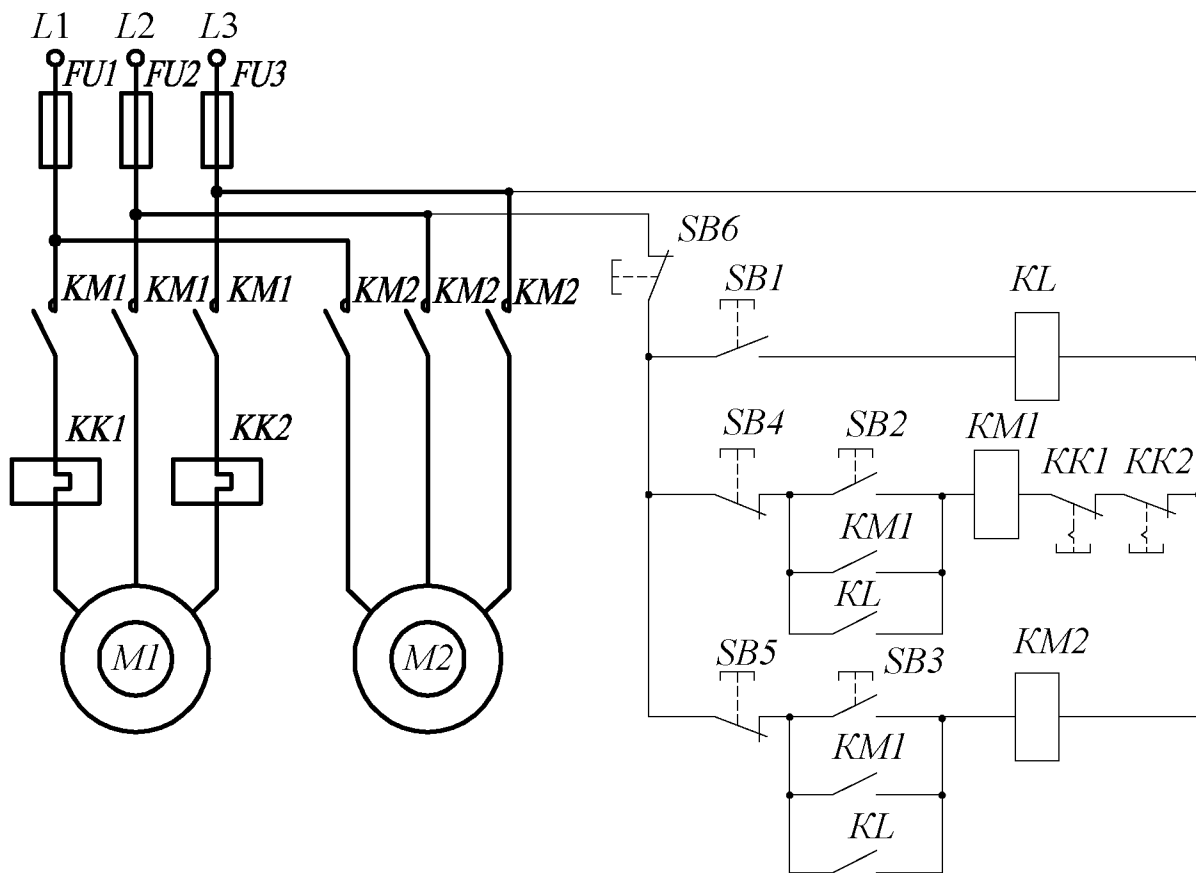 L1 L2 L3
FU1 FU2 FU3
SB6
KM1 KM1 KM1 KM2 KM2 KM2
SB1 KL
KK1 KK2
SB4 SB2 KM1 KK1 KK2
KM1
KL
M1 M2
SB5 SB3 KM2
KM1
KL